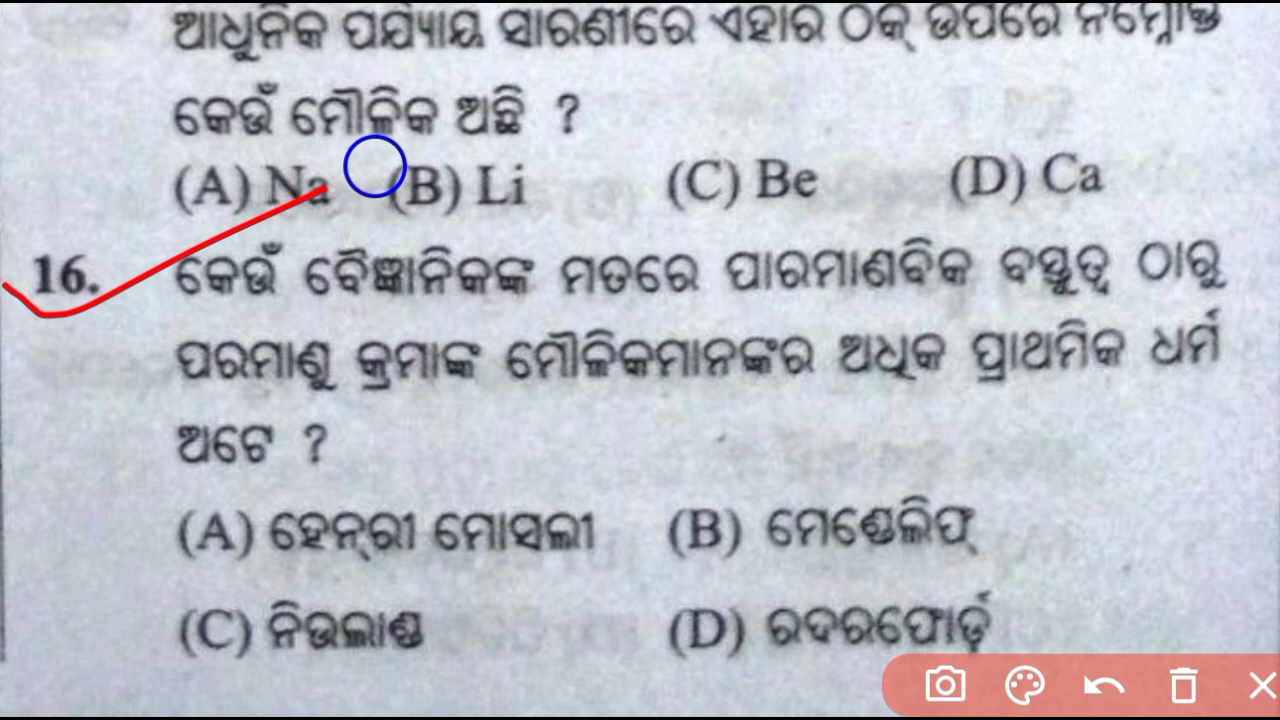 ଆଧୁନିକ ପର୍ଯ୍ୟାୟ ସାରଣୀରେ ଏହାର ଠିକ୍ ଉପରେ ନିମ୍ନୋକ୍ତ
କେଉଁ ମୌଳିକ ଅଛି ?
(A) Na (B) Li (C) Be (D) Ca
16. କେଉଁ ବୈଜ୍ଞାନିକଙ୍କ ମତରେ ପାରମାଣବିକ ବସ୍ତୁତ୍ୱ ଠାରୁ
ପରମାଣୁ କ୍ରମାଙ୍କ ମୌଳିକମାନଙ୍କର ଅଧିକ ପ୍ରାଥମିକ ଧର୍ମ
ଅଟେ ?
(A) ହେନ୍‌ରୀ ମୋସଲୀ (B) ମେଣ୍ଡେଲିଫ୍
(C) ନିଉଲାଣ୍ଡ (D) ରଦରଫୋର୍ଡ଼